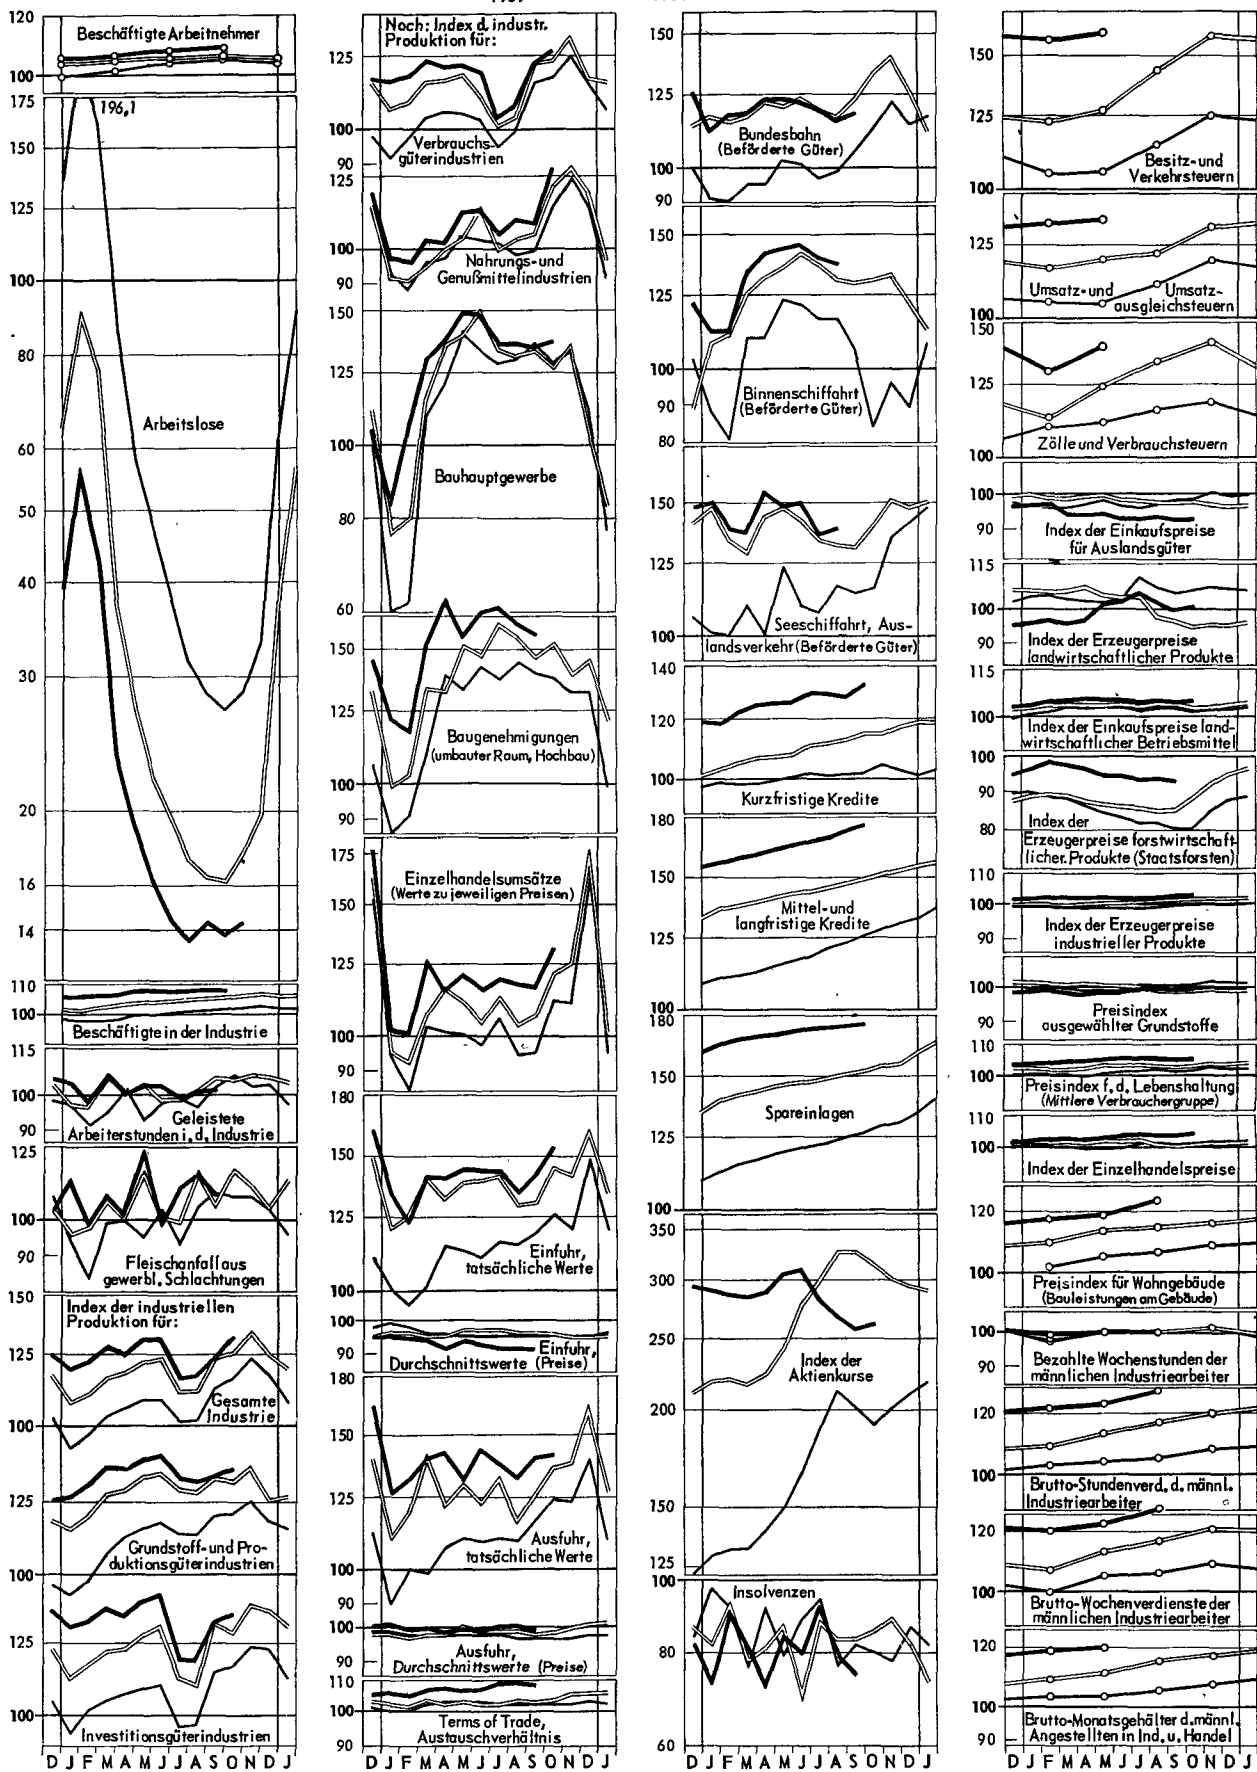 120
Beschäftigte Arbeitnehmer
100
175
196,1
150
125
100
80
Arbeitslose
60
50
40
30
20
16
14
110
100
Beschäftigte in der Industrie
115
100
Geleistete
90
Arbeiterstunden i. d. Industrie
125
100
90
Fleischanfall aus
gewerbl. Schlachtungen
150
Index der industriellen
Produktion für:
125
Gesamte
Industrie
100
125
Grundstoff- und Pro-
duktionsgüterindustrien
100
125
100
Investitionsgüterindustrien
D J F M A M J J A S O N D J
Noch: Index d. industr.
Produktion für:
125
100
Verbrauchs-
güterindustrien
90
125
100
Nahrungs- und
Genußmittelindustrien
90
150
125
100
Bauhauptgewerbe
80
60
150
125
Baugenehmigungen
(umbauter Raum, Hochbau)
100
90
175
Einzelhandelsumsätze
(Werte zu jeweiligen Preisen)
150
125
100
90
180
150
125
Einfuhr,
tatsächliche Werte
100
100
90
Einfuhr,
Durchschnittswerte (Preise)
180
150
125
Ausfuhr,
tatsächliche Werte
100
90
100
90
Ausfuhr,
Durchschnittswerte (Preise)
110
100
Terms of Trade,
Austauschverhältnis
90
D J F M A M J J A S O N D J
150
125
Bundesbahn
(Beförderte Güter)
100
90
150
125
100
Binnenschiffahrt
(Beförderte Güter)
90
80
150
125
Seeschiffahrt, Aus-
landsverkehr (Beförderte Güter)
100
140
120
100
Kurzfristige Kredite
180
150
Mittel- und
langfristige Kredite
125
100
180
150
Spareinlagen
125
100
350
300
250
Index der
Aktienkurse
200
150
125
100
Insolvenzen
80
60
D J F M A M J J A S O N D J
150
125
Besitz- und
Verkehrsteuern
100
125
Umsatz- und Umsatz-
ausgleichsteuern
100
150
125
Zölle und Verbrauchsteuern
100
100
90
Index der Einkaufspreise
für Auslandsgüter
115
100
90
Index der Erzeugerpreise
landwirtschaftlicher Produkte
115
100
Index der Einkaufspreise land-
wirtschaftlicher Betriebsmittel
100
90
80
Index der
Erzeugerpreise forstwirtschaft-
licher Produkte (Staatsforsten)
110
100
90
Index der Erzeugerpreise
industrieller Produkte
100
90
Preisindex
ausgewählter Grundstoffe
110
100
Preisindex f. d. Lebenshaltung
(Mittlere Verbrauchergruppe)
110
100
Index der Einzelhandelspreise
120
100
Preisindex für Wohngebäude
(Bauleistungen am Gebäude)
100
90
Bezahlte Wochenstunden der
männlichen Industriearbeiter
120
100
Brutto-Stundenverd. d. männl.
Industriearbeiter
120
100
Brutto-Wochenverdienste der
männlichen Industriearbeiter
120
100
90
Brutto-Monatsgehälter d. männl.
Angestellten in Ind. u. Handel
D J F M A M J J A S O N D J